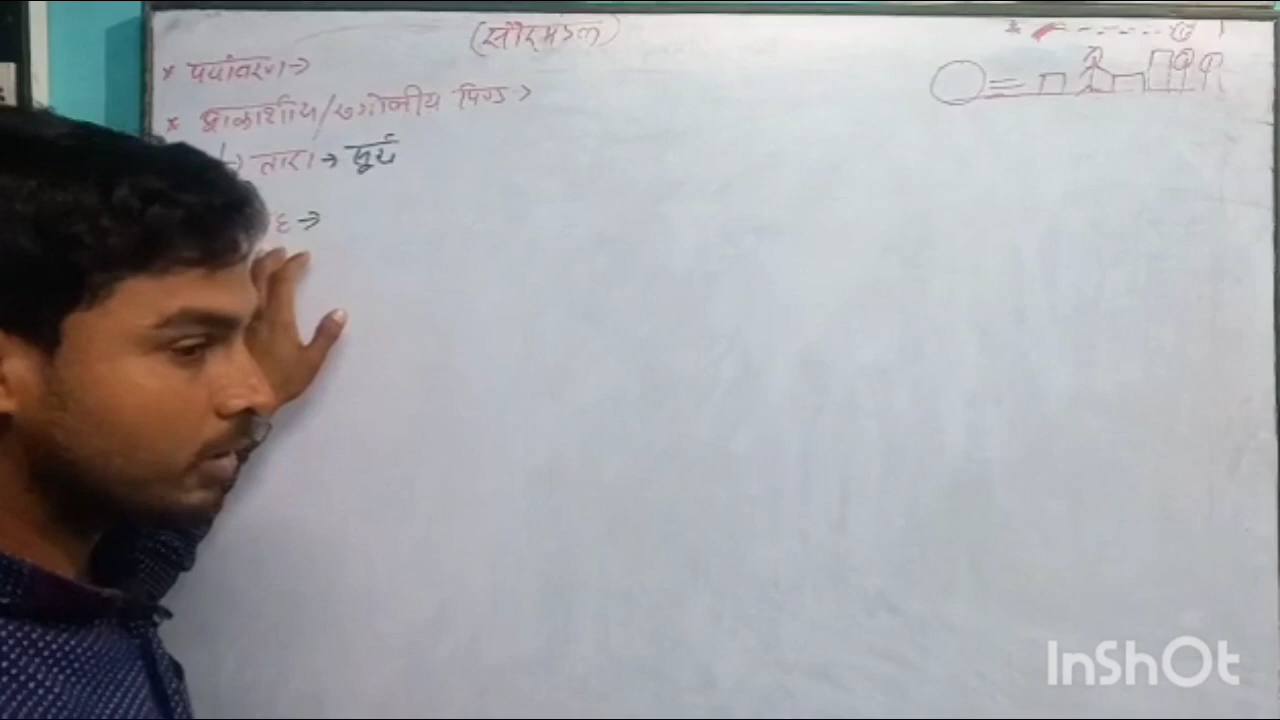 (सौरमंडल)
* पर्यावरण →
* आकाशीय/खगोलीय पिण्ड >
↳ तारा → सूर्य
ह →
InShOt